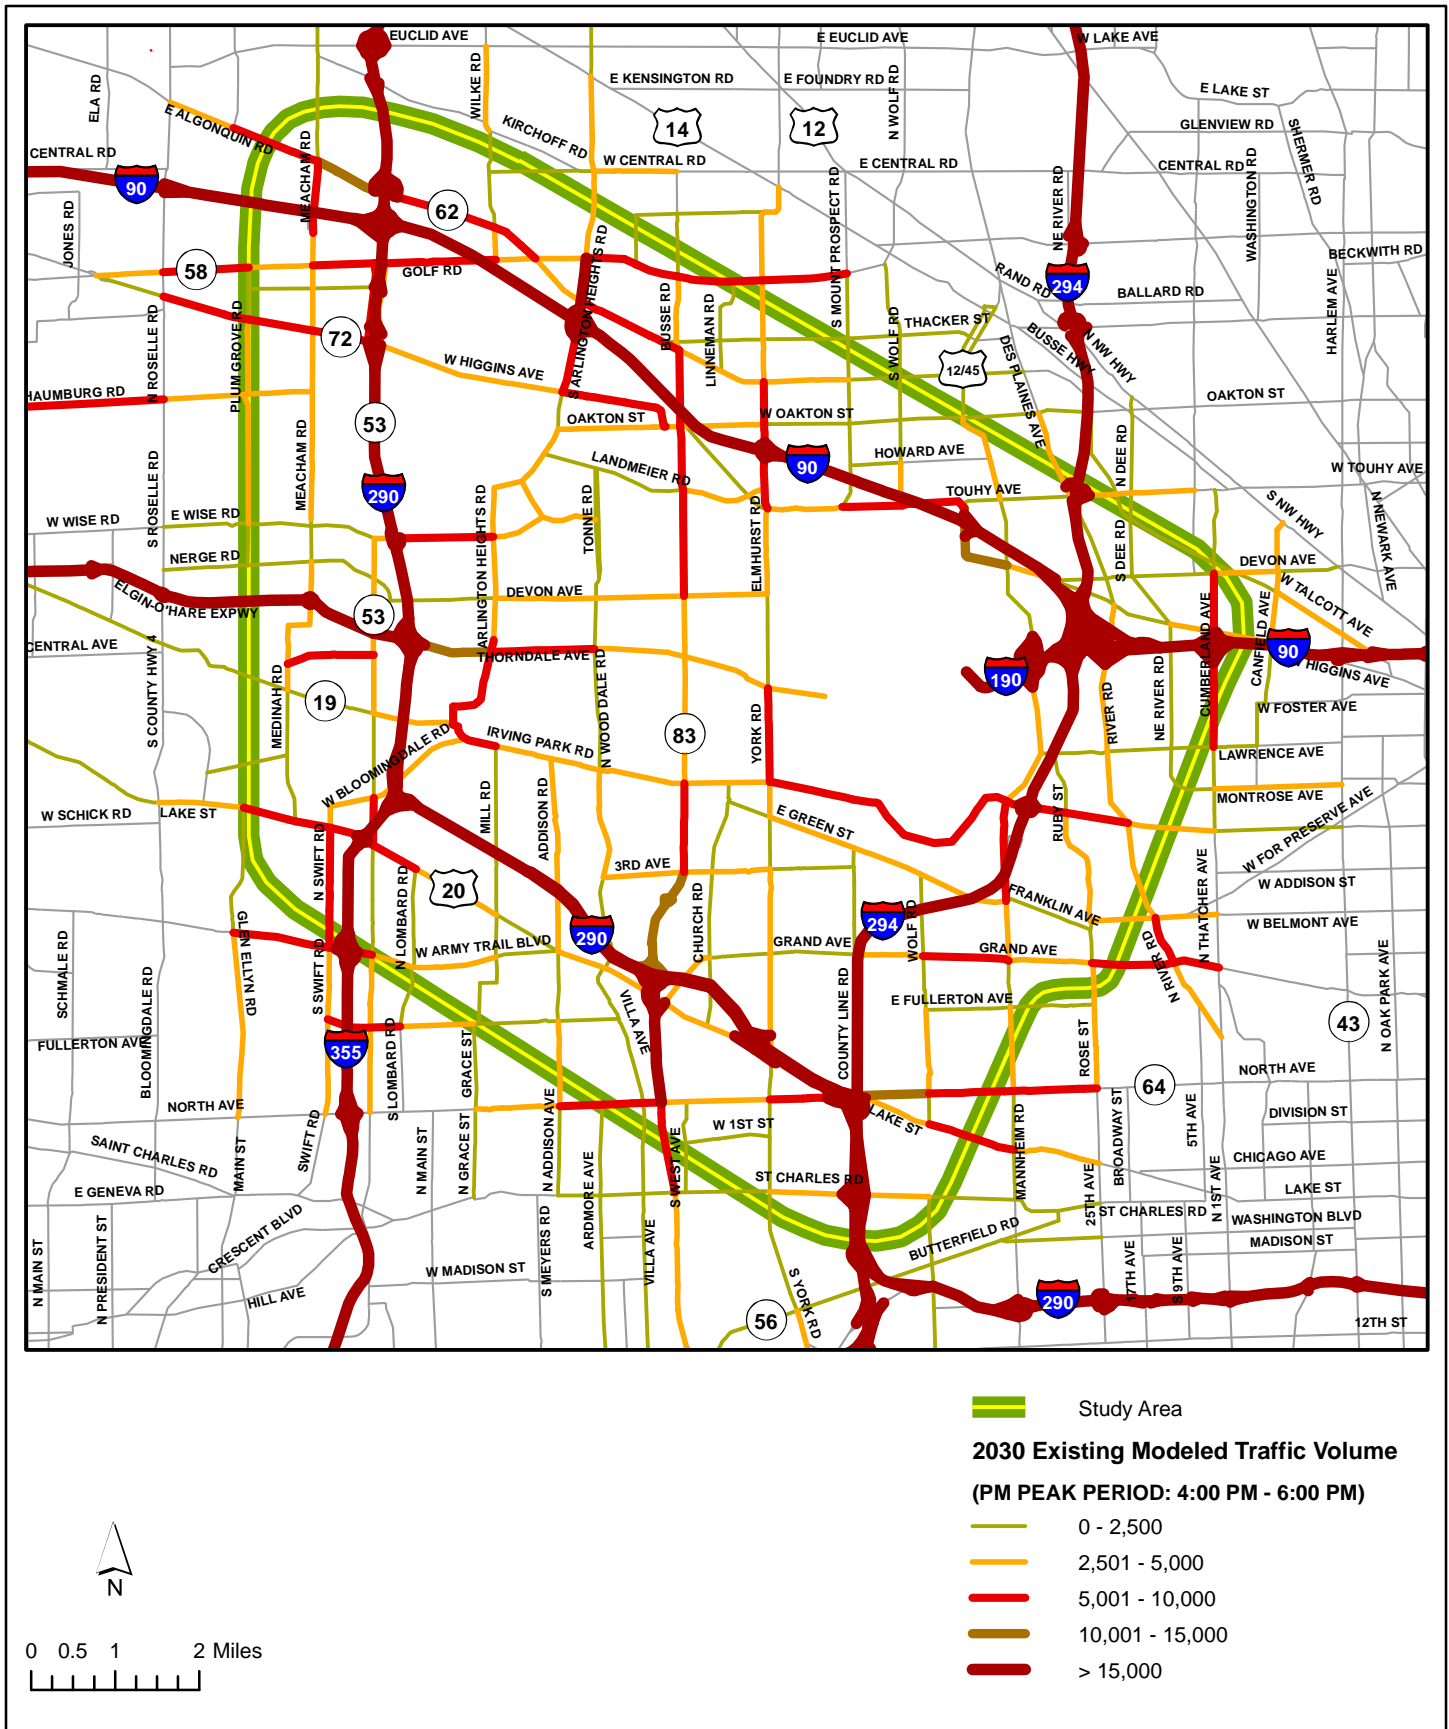 EUCLID AVE
E EUCLID AVE
W LAKE AVE
ELA RD
WILKE RD
E KENSINGTON RD
E FOUNDRY RD
N WOLF RD
E LAKE ST
E ALGONQUIN RD
KIRCHOFF RD
14
12
GLENVIEW RD
SHERMER RD
CENTRAL RD
MEACHAM RD
W CENTRAL RD
E CENTRAL RD
CENTRAL RD
WASHINGTON RD
90
62
JONES RD
NE RIVER RD
S MOUNT PROSPECT RD
BECKWITH RD
58
GOLF RD
S ARLINGTON HEIGHTS RD
RAND RD
294
BALLARD RD
HARLEM AVE
N ROSELLE RD
PLUM GROVE RD
72
BUSSE RD
LINNEMAN RD
THACKER ST
S WOLF RD
BUSSE HWY
N NW HWY
DES PLAINES AVE
W HIGGINS AVE
12/45
HAUMBURG RD
OAKTON ST
W OAKTON ST
OAKTON ST
53
MEACHAM RD
HOWARD AVE
N DEE RD
LANDMEIER RD
90
W TOUHY AVE
S ROSELLE RD
290
TOUHY AVE
S NW HWY
N NEWARK AVE
W WISE RD
E WISE RD
ARLINGTON HEIGHTS RD
TONNE RD
ELMHURST RD
NERGE RD
S DEE RD
DEVON AVE
ELGIN-O'HARE EXPWY
53
DEVON AVE
W TALCOTT AVE
CENTRAL AVE
THORNDALE AVE
CUMBERLAND AVE
CANFIELD AVE
90
S COUNTY HWY 4
MEDINAH RD
19
N WOOD DALE RD
190
W HIGGINS AVE
RIVER RD
NE RIVER RD
W FOSTER AVE
83
YORK RD
W BLOOMINGDALE RD
IRVING PARK RD
LAWRENCE AVE
W SCHICK RD
LAKE ST
MILL RD
ADDISON RD
E GREEN ST
RUBY ST
MONTROSE AVE
W FOR PRESERVE AVE
N SWIFT RD
3RD AVE
N THATCHER AVE
W ADDISON ST
N LOMBARD RD
20
CHURCH RD
FRANKLIN AVE
W BELMONT AVE
GLEN ELLYN RD
290
294
WOLF RD
SCHMALE RD
BLOOMINGDALE RD
S SWIFT RD
W ARMY TRAIL BLVD
GRAND AVE
GRAND AVE
N RIVER RD
N OAK PARK AVE
VILLA AVE
COUNTY LINE RD
E FULLERTON AVE
FULLERTON AVE
355
S LOMBARD RD
GRACE ST
ROSE ST
43
64
NORTH AVE
NORTH AVE
SAINT CHARLES RD
MAIN ST
SWIFT RD
N MAIN ST
N GRACE ST
N ADDISON AVE
W 1ST ST
LAKE ST
MANNHEIM RD
BROADWAY ST
5TH AVE
DIVISION ST
CHICAGO AVE
E GENEVA RD
ARDMORE AVE
S WEST AVE
ST CHARLES RD
25TH AVE
N 1ST AVE
LAKE ST
ST CHARLES RD
WASHINGTON BLVD
MADISON ST
N MAIN ST
N PRESIDENT ST
CRESCENT BLVD
S MEYERS RD
VILLA AVE
BUTTERFIELD RD
17TH AVE
S 9TH AVE
W MADISON ST
HILL AVE
S YORK RD
56
290
12TH ST
Study Area
2030 Existing Modeled Traffic Volume
(PM PEAK PERIOD: 4:00 PM - 6:00 PM)
0 - 2,500
2,501 - 5,000
5,001 - 10,000
10,001 - 15,000
> 15,000
N
0 0.5 1 2 Miles